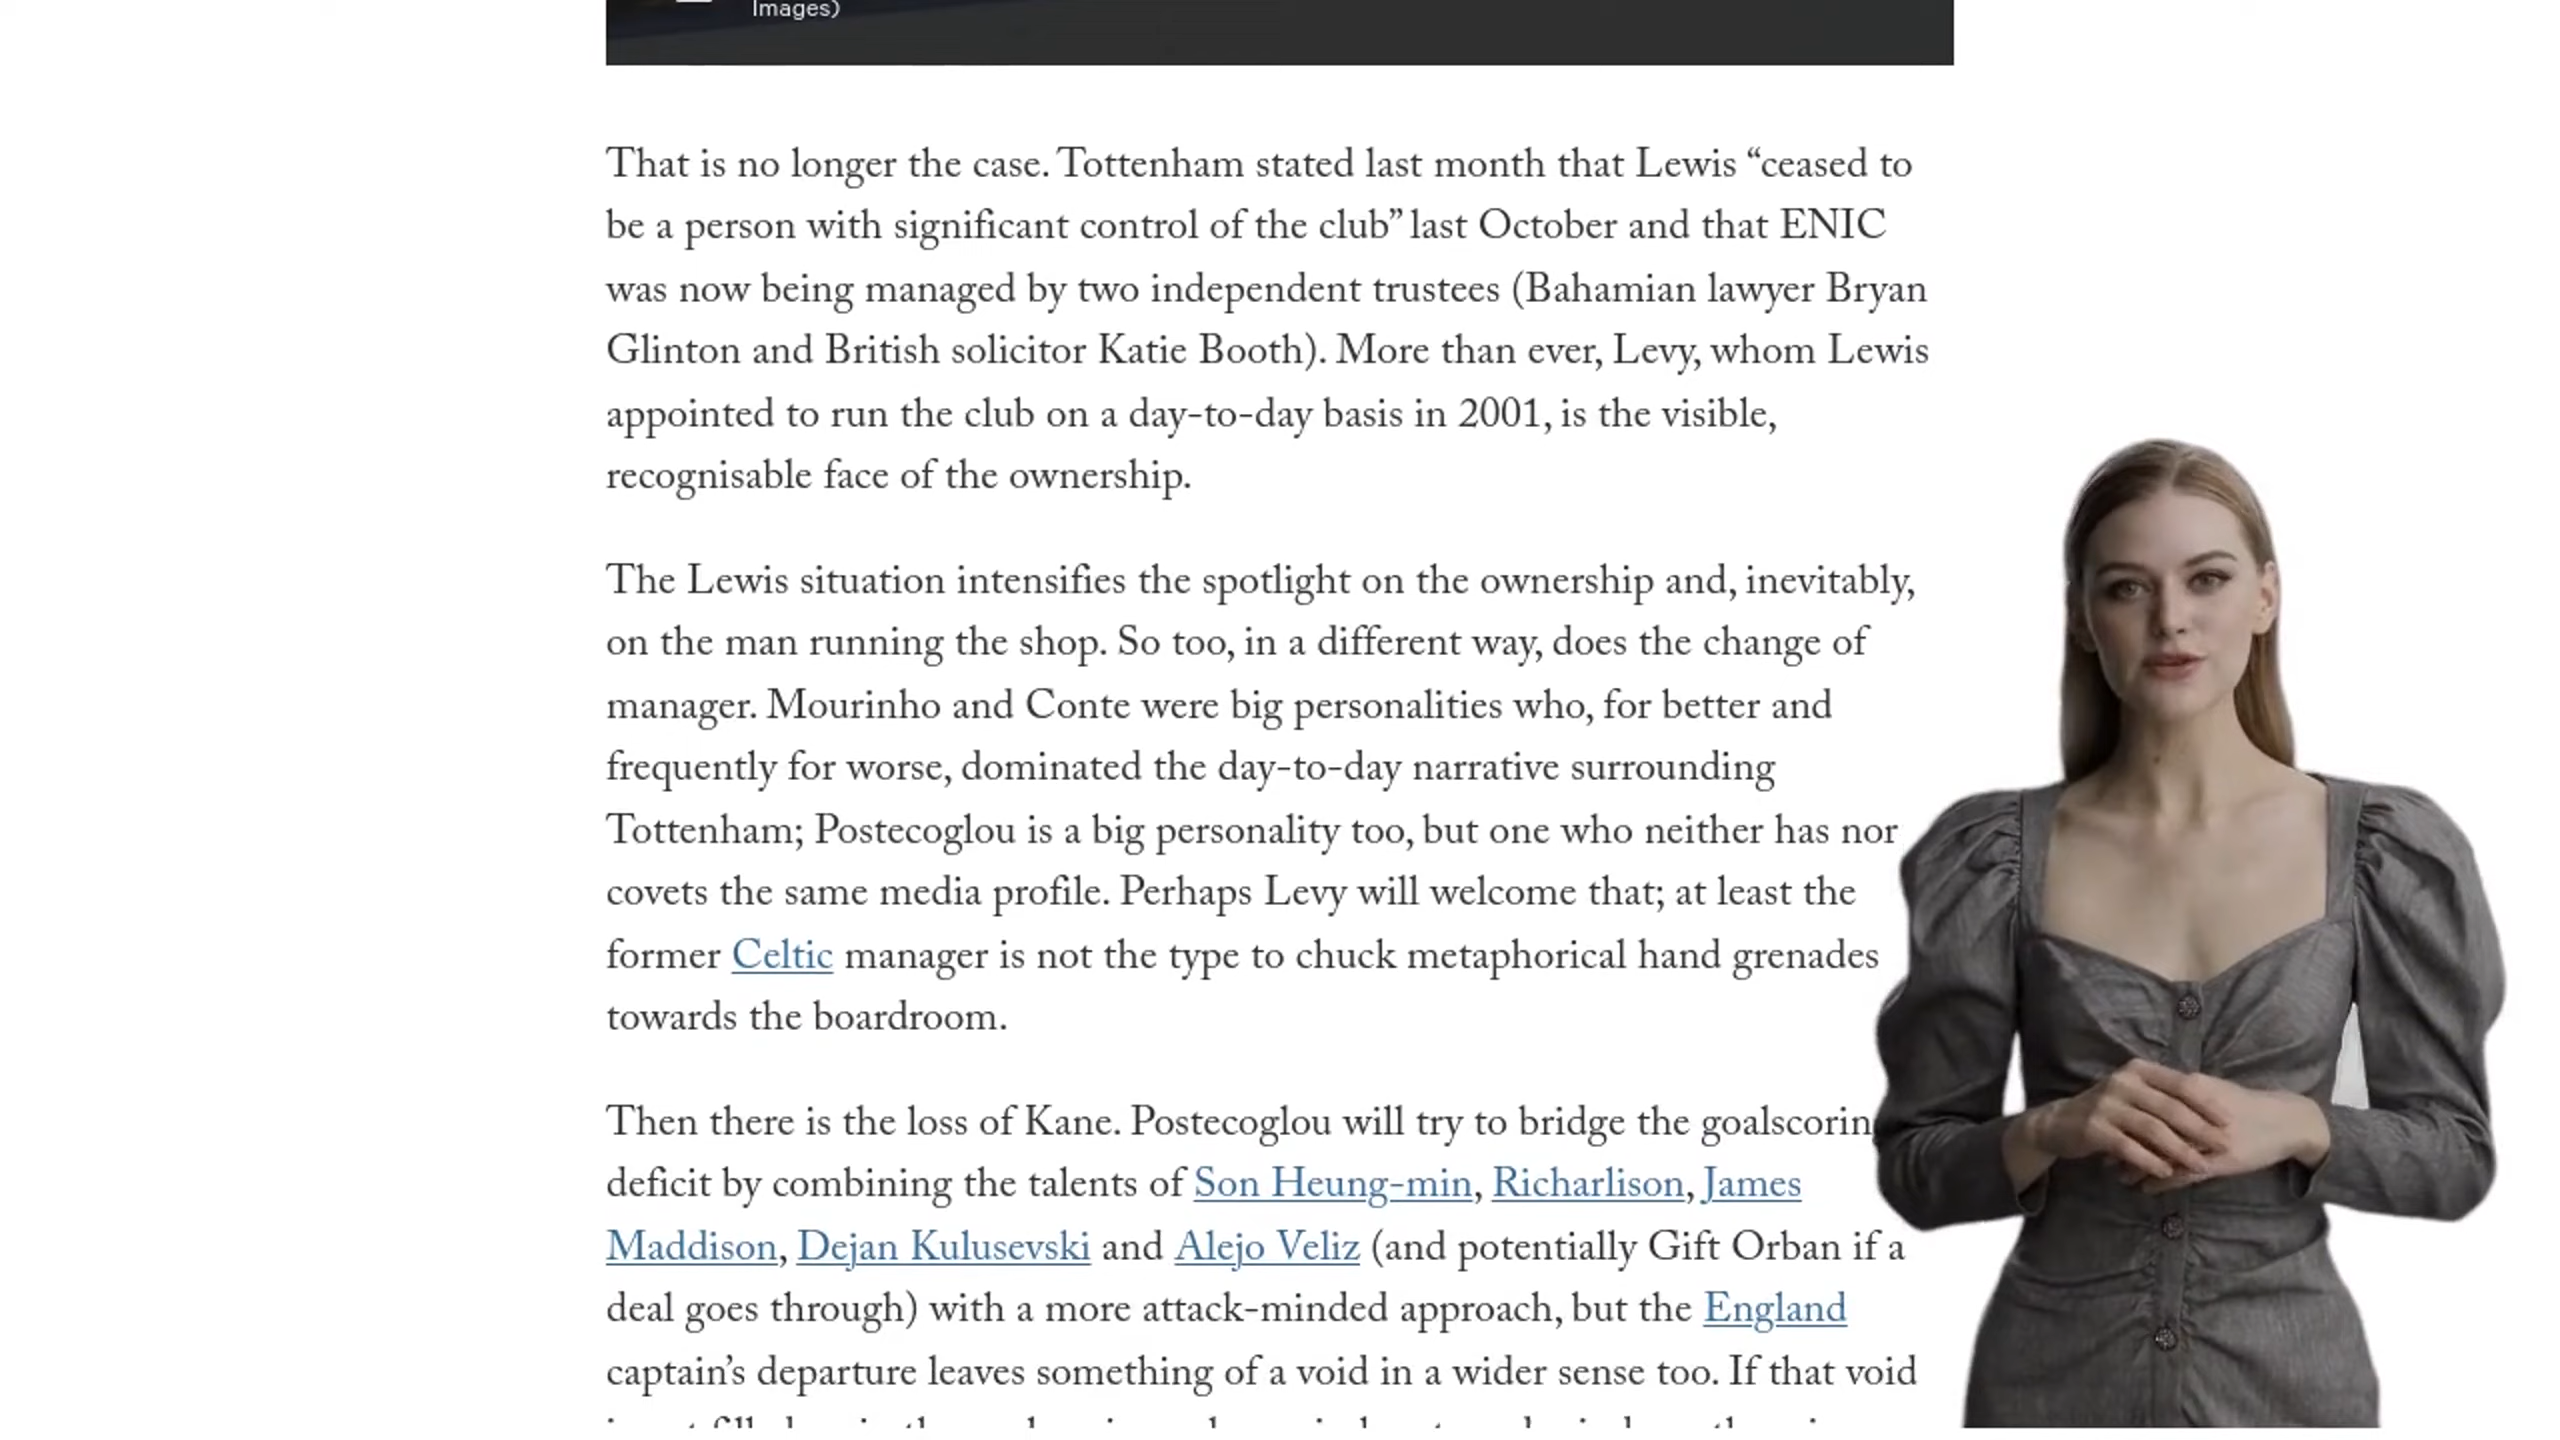 Images)
That is no longer the case. Tottenham stated last month that Lewis “ceased to
be a person with significant control of the club” last October and that ENIC
was now being managed by two independent trustees (Bahamian lawyer Bryan
Glinton and British solicitor Katie Booth). More than ever, Levy, whom Lewis
appointed to run the club on a day-to-day basis in 2001, is the visible,
recognisable face of the ownership.
The Lewis situation intensifies the spotlight on the ownership and, inevitably,
on the man running the shop. So too, in a different way, does the change of
manager. Mourinho and Conte were big personalities who, for better and
frequently for worse, dominated the day-to-day narrative surrounding
Tottenham; Postecoglou is a big personality too, but one who neither has nor
covets the same media profile. Perhaps Levy will welcome that; at least the
former Celtic manager is not the type to chuck metaphorical hand grenades
towards the boardroom.
Then there is the loss of Kane. Postecoglou will try to bridge the goalscorin
deficit by combining the talents of Son Heung-min, Richarlison, James
Maddison, Dejan Kulusevski and Alejo Veliz (and potentially Gift Orban if a
deal goes through) with a more attack-minded approach, but the England
captain’s departure leaves something of a void in a wider sense too. If that void